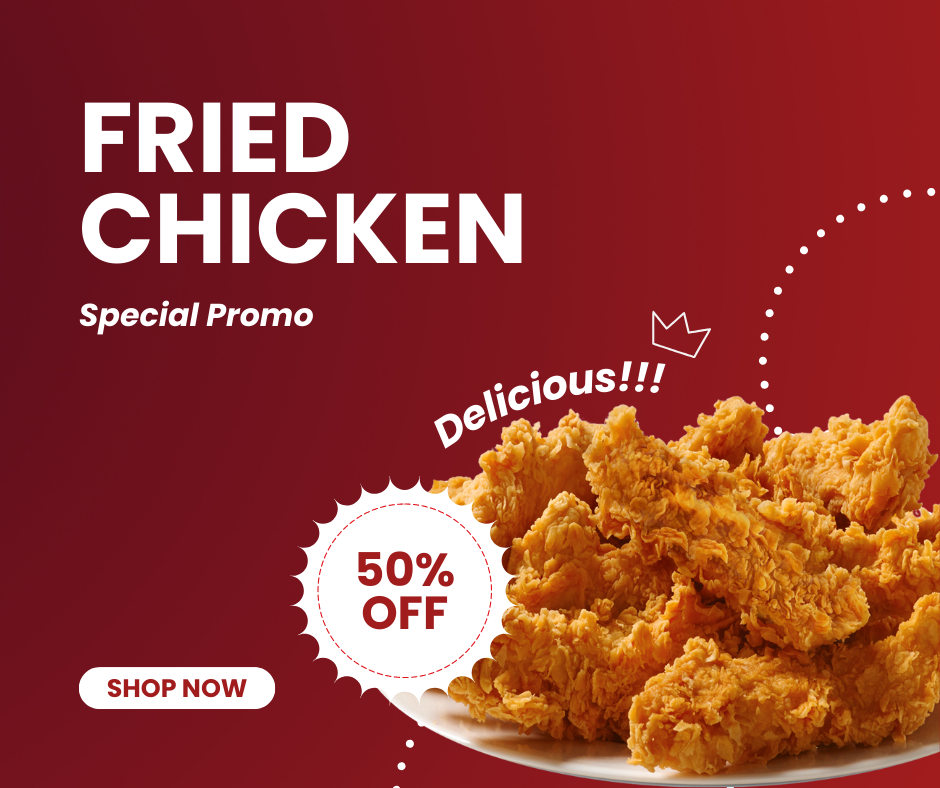 FRIED
CHICKEN
Special Promo
Delicious!!!
50%
OFF
SHOP NOW